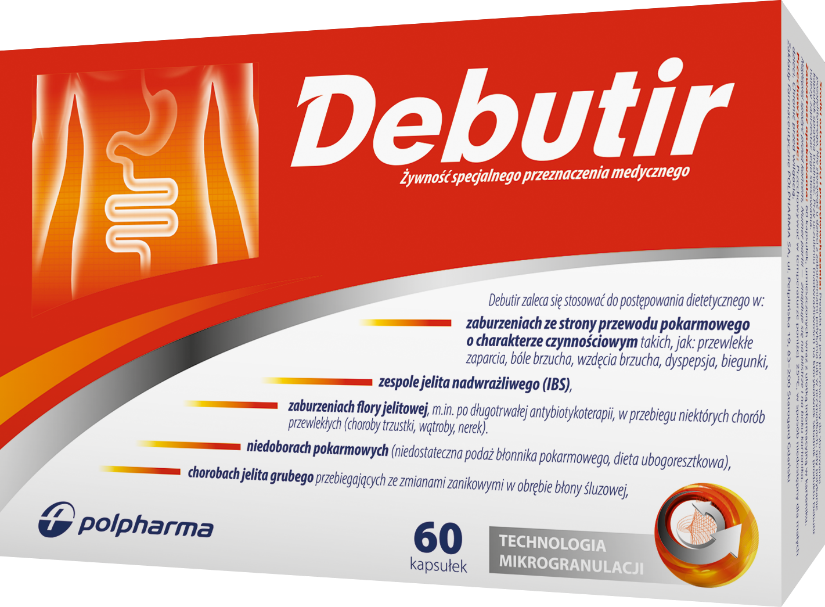 Debutir
Żywność specjalnego przeznaczenia medycznego
Debutir zaleca się stosować do postępowania dietetycznego w:
zaburzeniach ze strony przewodu pokarmowego
o charakterze czynnościowym takich, jak: przewlekłe
zaparcia, bóle brzucha, wzdęcia brzucha, dyspepsja, biegunki,
zespole jelita nadwrażliwego (IBS),
zaburzeniach flory jelitowej, m.in. po długotrwałej antybiotykoterapii, w przebiegu niektórych chorób
przewlekłych (choroby trzustki, wątroby, nerek).
niedoborach pokarmowych (niedostateczna podaż błonnika pokarmowego, dieta ubogoresztkowa),
chorobach jelita grubego przebiegających ze zmianami zanikowymi w obrębie błony śluzowej,
polpharma
60
kapsułek
TECHNOLOGIA
MIKROGRANULACJI